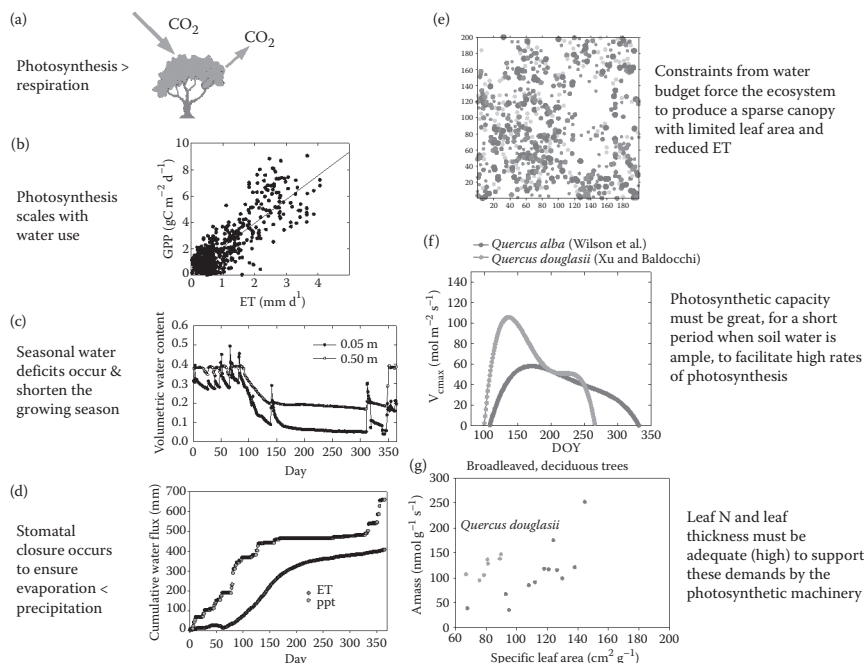 (a)
CO2
CO2
Photosynthesis >
respiration
(b)
Photosynthesis
scales with
water use
10
8
6
4
2
0
GPP (gC m−2 d−1)
0 1 2 3 4
ET (mm d1)
(c)
Seasonal water
deficits occur &
shorten the
growing season
0.6
0.5
0.4
0.3
0.2
0.1
0.0
Volumetric water content
0.05 m
0.50 m
0 50 100 150 200 250 300 350
Day
(d)
Stomatal
closure occurs
to ensure
evaporation <
precipitation
700
600
500
400
300
200
100
0
Cumulative water flux (mm)
ET
ppt
0 50 100 150 200 250 300 350
Day
(e)
200
180
160
140
120
100
80
60
40
20
20 40 60 80 100 120 140 160 180
Constraints from water
budget force the ecosystem
to produce a sparse canopy
with limited leaf area and
reduced ET
(f)
Quercus alba (Wilson et al.)
Quercus douglasii (Xu and Baldocchi)
140
120
100
80
60
40
20
0
Vcmax (mol m−2 s−1)
100 150 200 250 300 350
DOY
Photosynthetic capacity
must be great, for a short
period when soil water is
ample, to facilitate high rates
of photosynthesis
(g)
Broadleaved, deciduous trees
300
250
200
150
100
50
0
Amass (nmol g−1 s−1)
Quercus douglasii
60 80 100 120 140 160 180 200
Specific leaf area (cm2 g−1)
Leaf N and leaf
thickness must be
adequate (high) to support
these demands by the
photosynthetic machinery